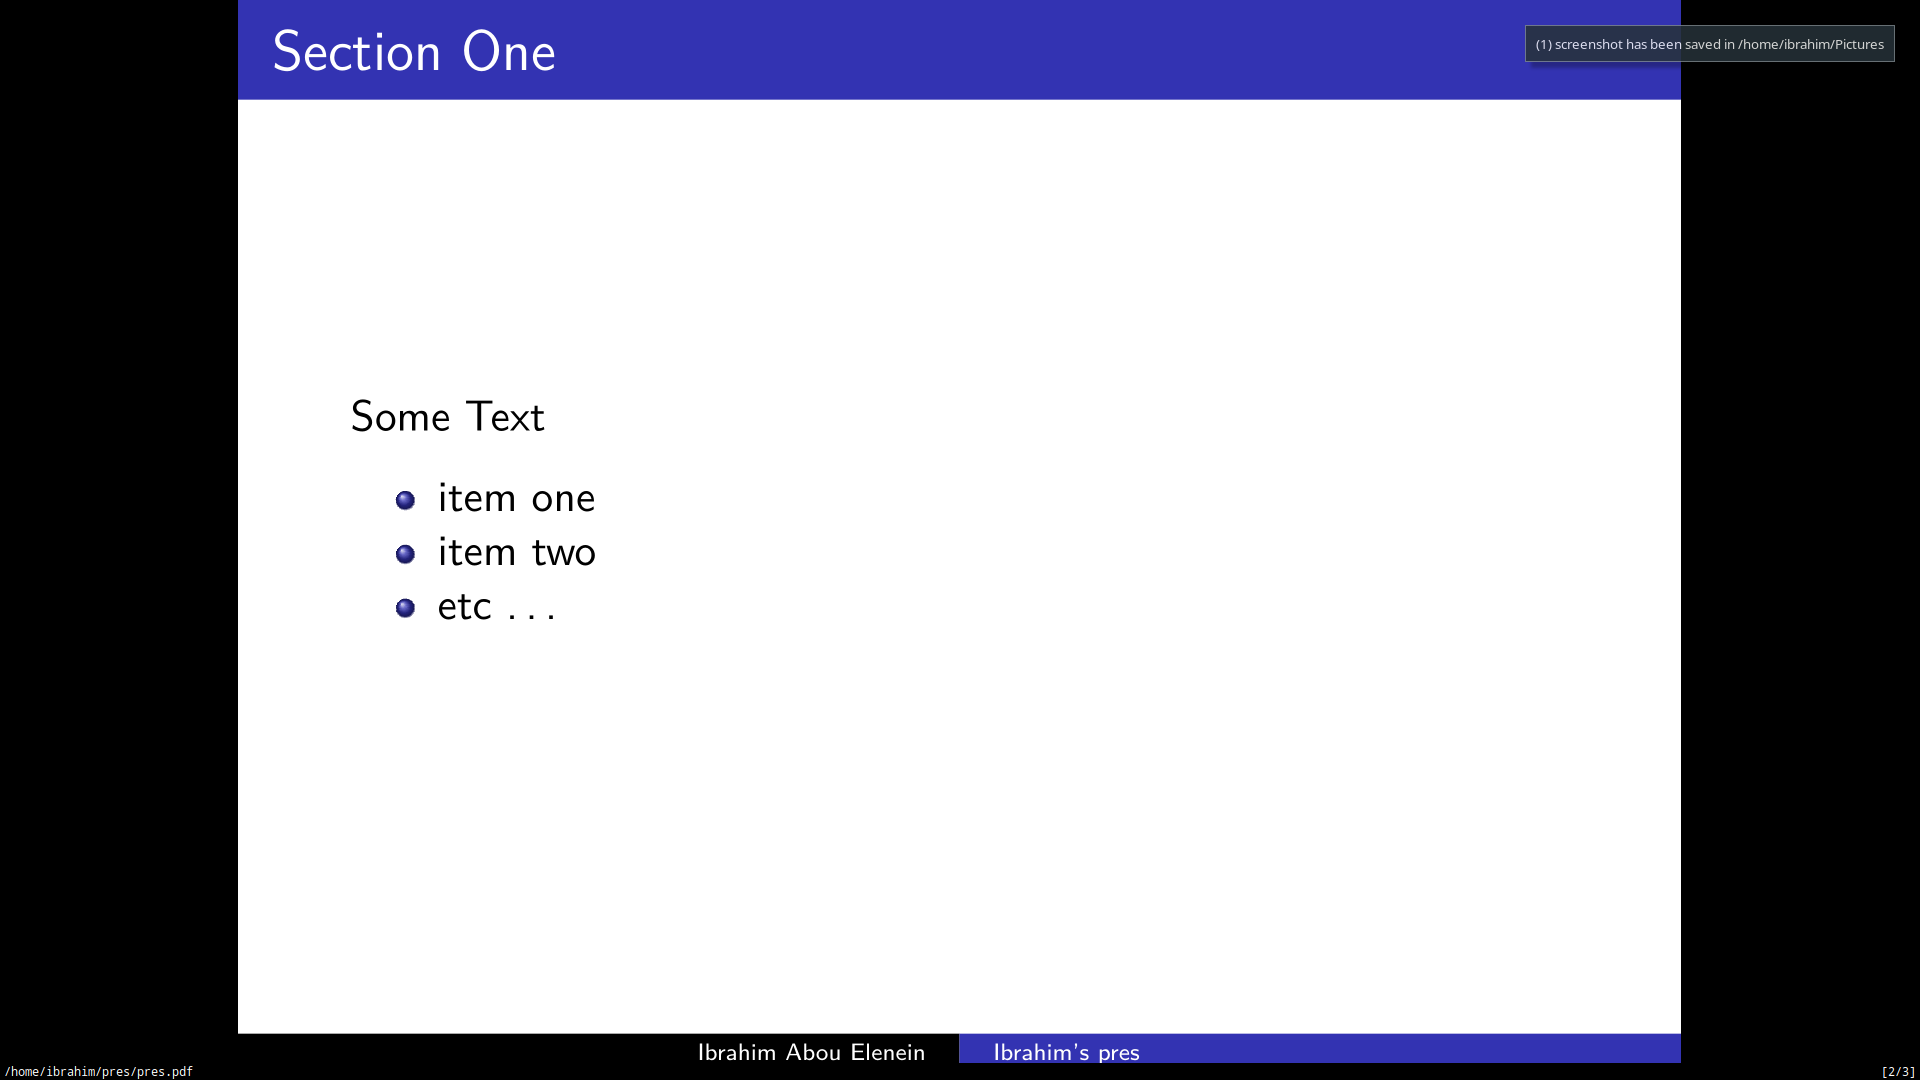 Section One
(1) screenshot has been saved in /home/ibrahim/Pictures
Some Text
item one
item two
etc . . .
Ibrahim Abou Elenein
Ibrahim's pres
/home/ibrahim/pres/pres.pdf
[2/3]